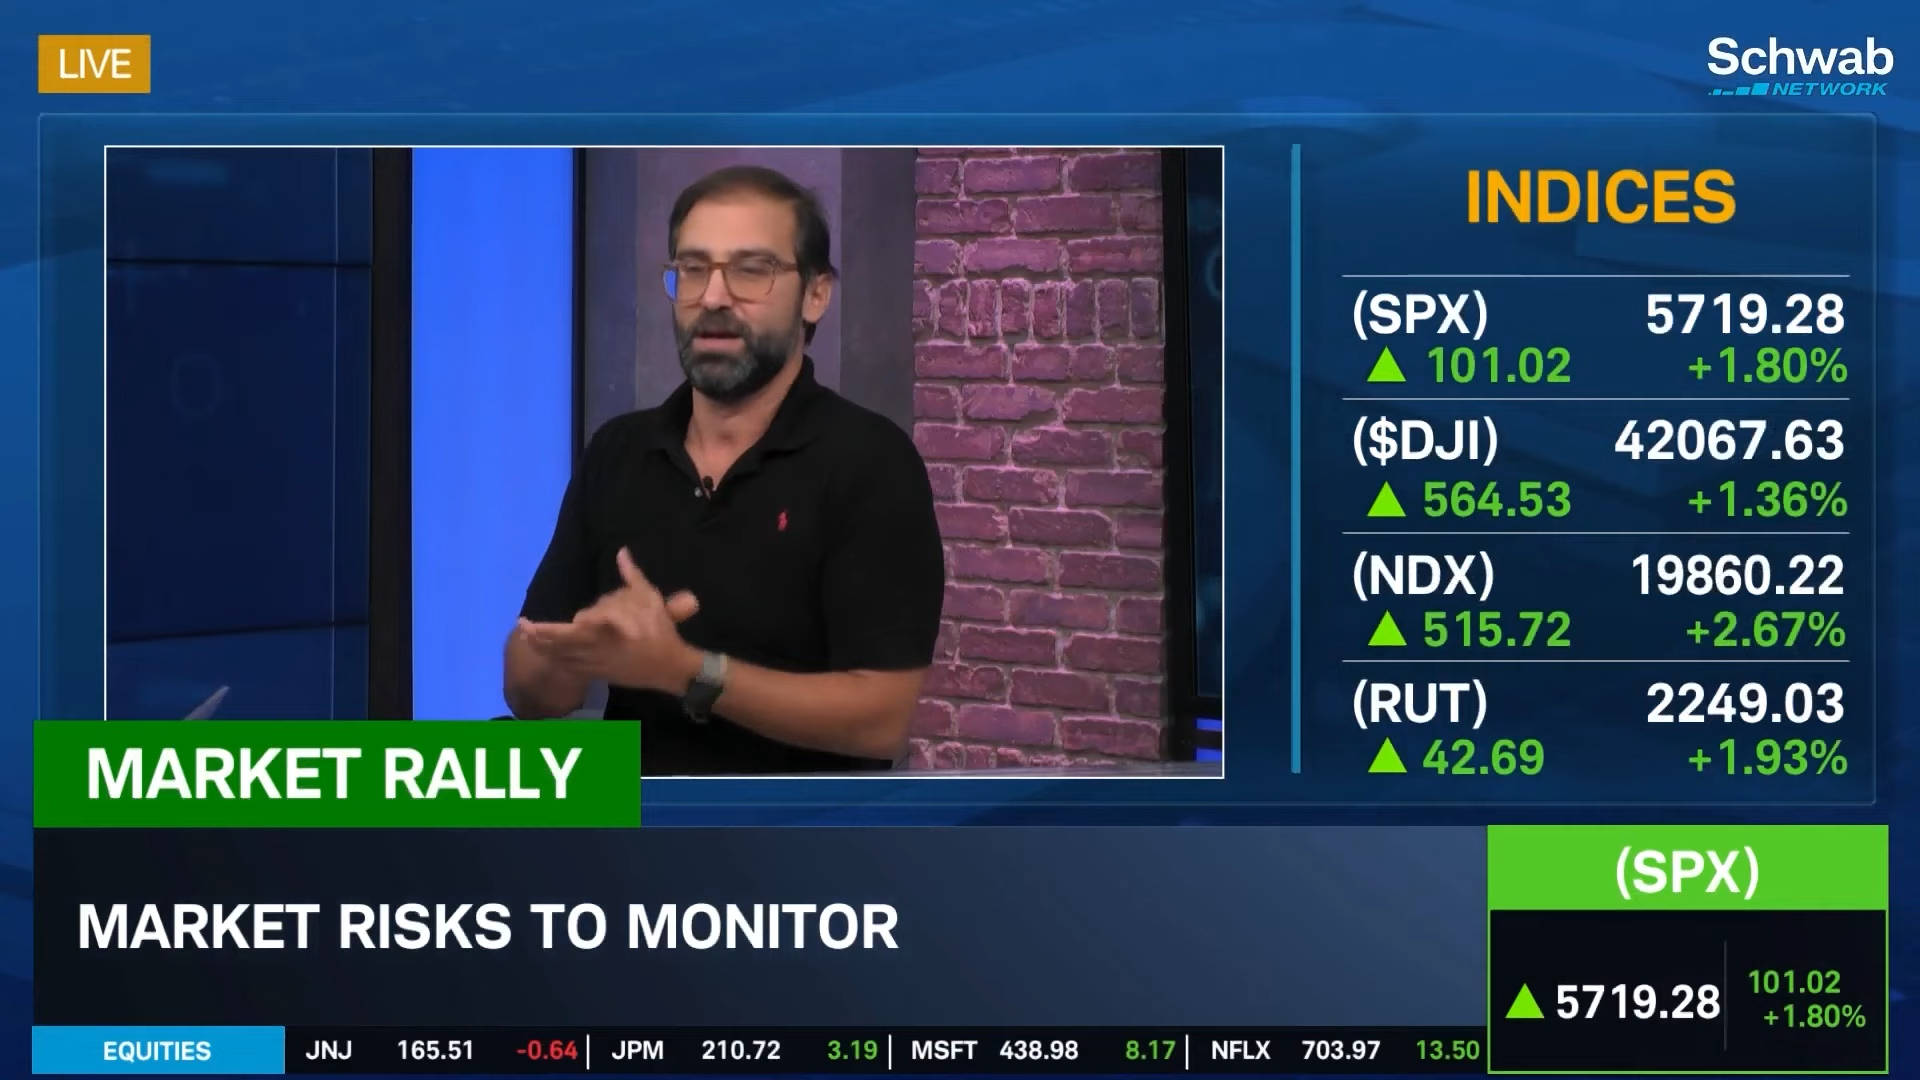 LIVE
Schwab
NETWORK
INDICES
(SPX) 5719.28
▲ 101.02 +1.80%
($DJI) 42067.63
▲ 564.53 +1.36%
(NDX) 19860.22
▲ 515.72 +2.67%
(RUT) 2249.03
▲ 42.69 +1.93%
MARKET RALLY
MARKET RISKS TO MONITOR
(SPX)
▲ 5719.28 101.02
+1.80%
EQUITIES JNJ 165.51 -0.64 JPM 210.72 3.19 MSFT 438.98 8.17 NFLX 703.97 13.50